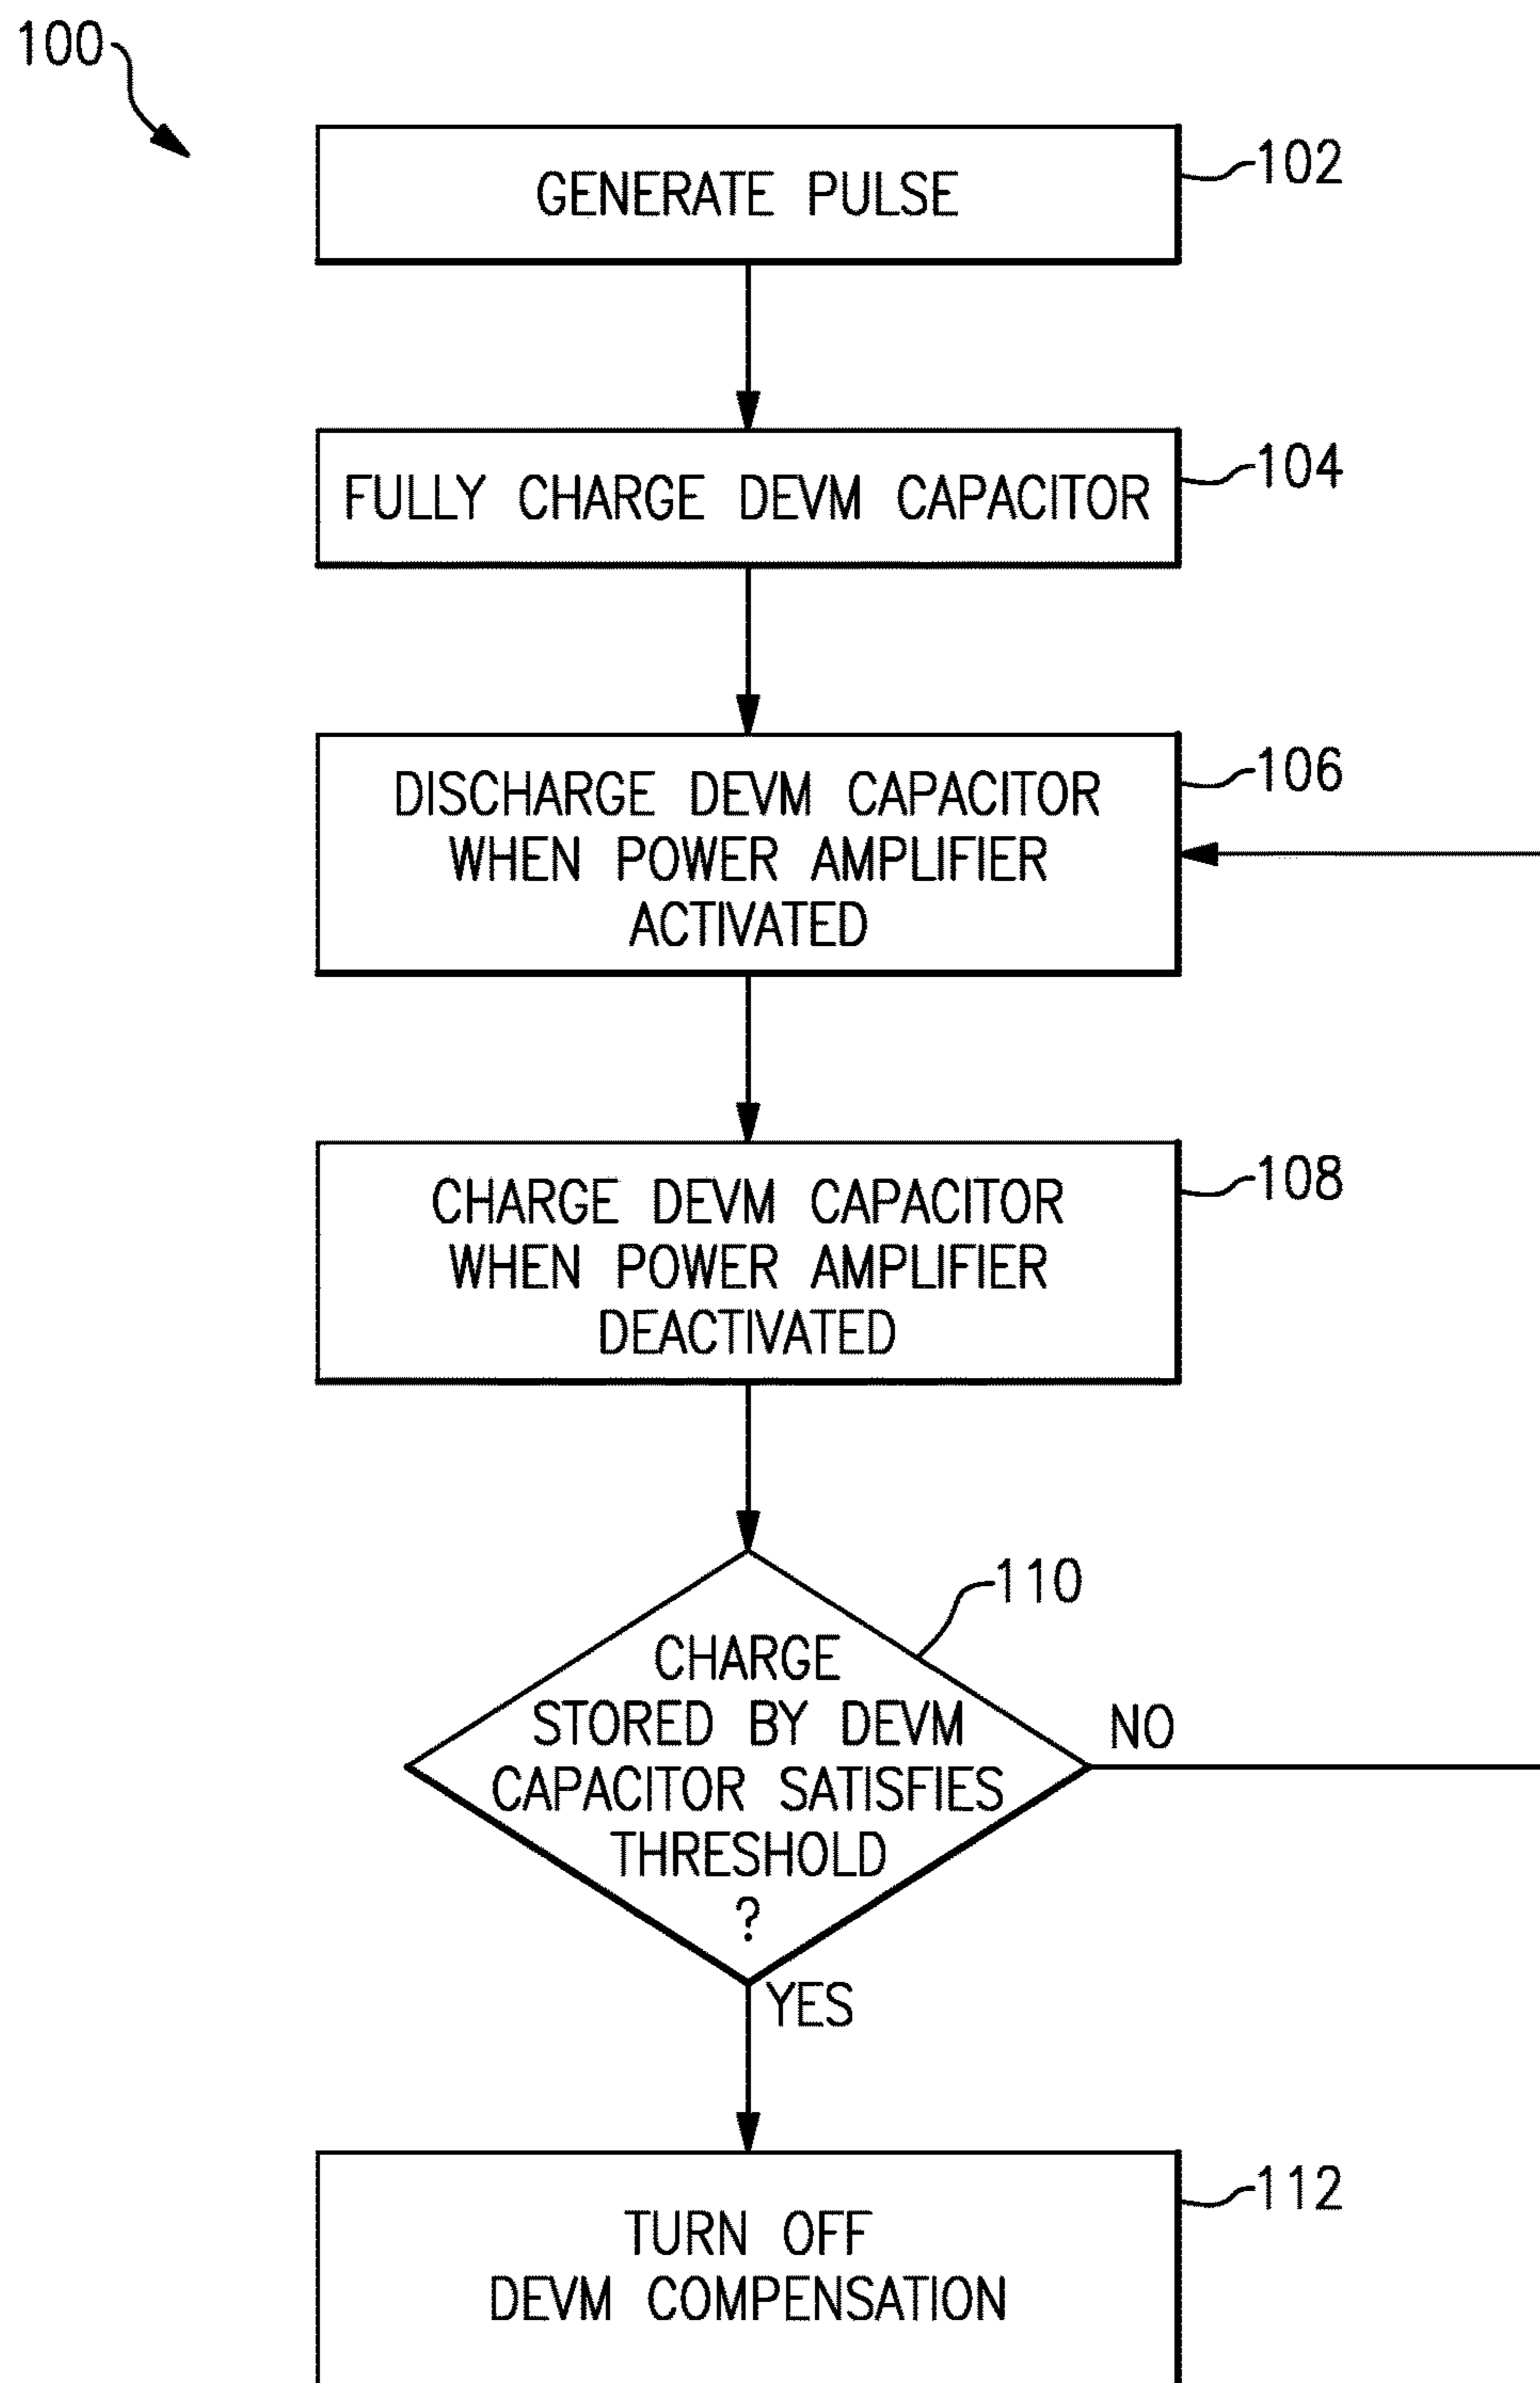 100
GENERATE PULSE
102
FULLY CHARGE DEVM CAPACITOR
104
DISCHARGE DEVM CAPACITOR
WHEN POWER AMPLIFIER
ACTIVATED
106
CHARGE DEVM CAPACITOR
WHEN POWER AMPLIFIER
DEACTIVATED
108
110
CHARGE
STORED BY DEVM
CAPACITOR SATISFIES
THRESHOLD
?
NO
YES
TURN OFF
DEVM COMPENSATION
112